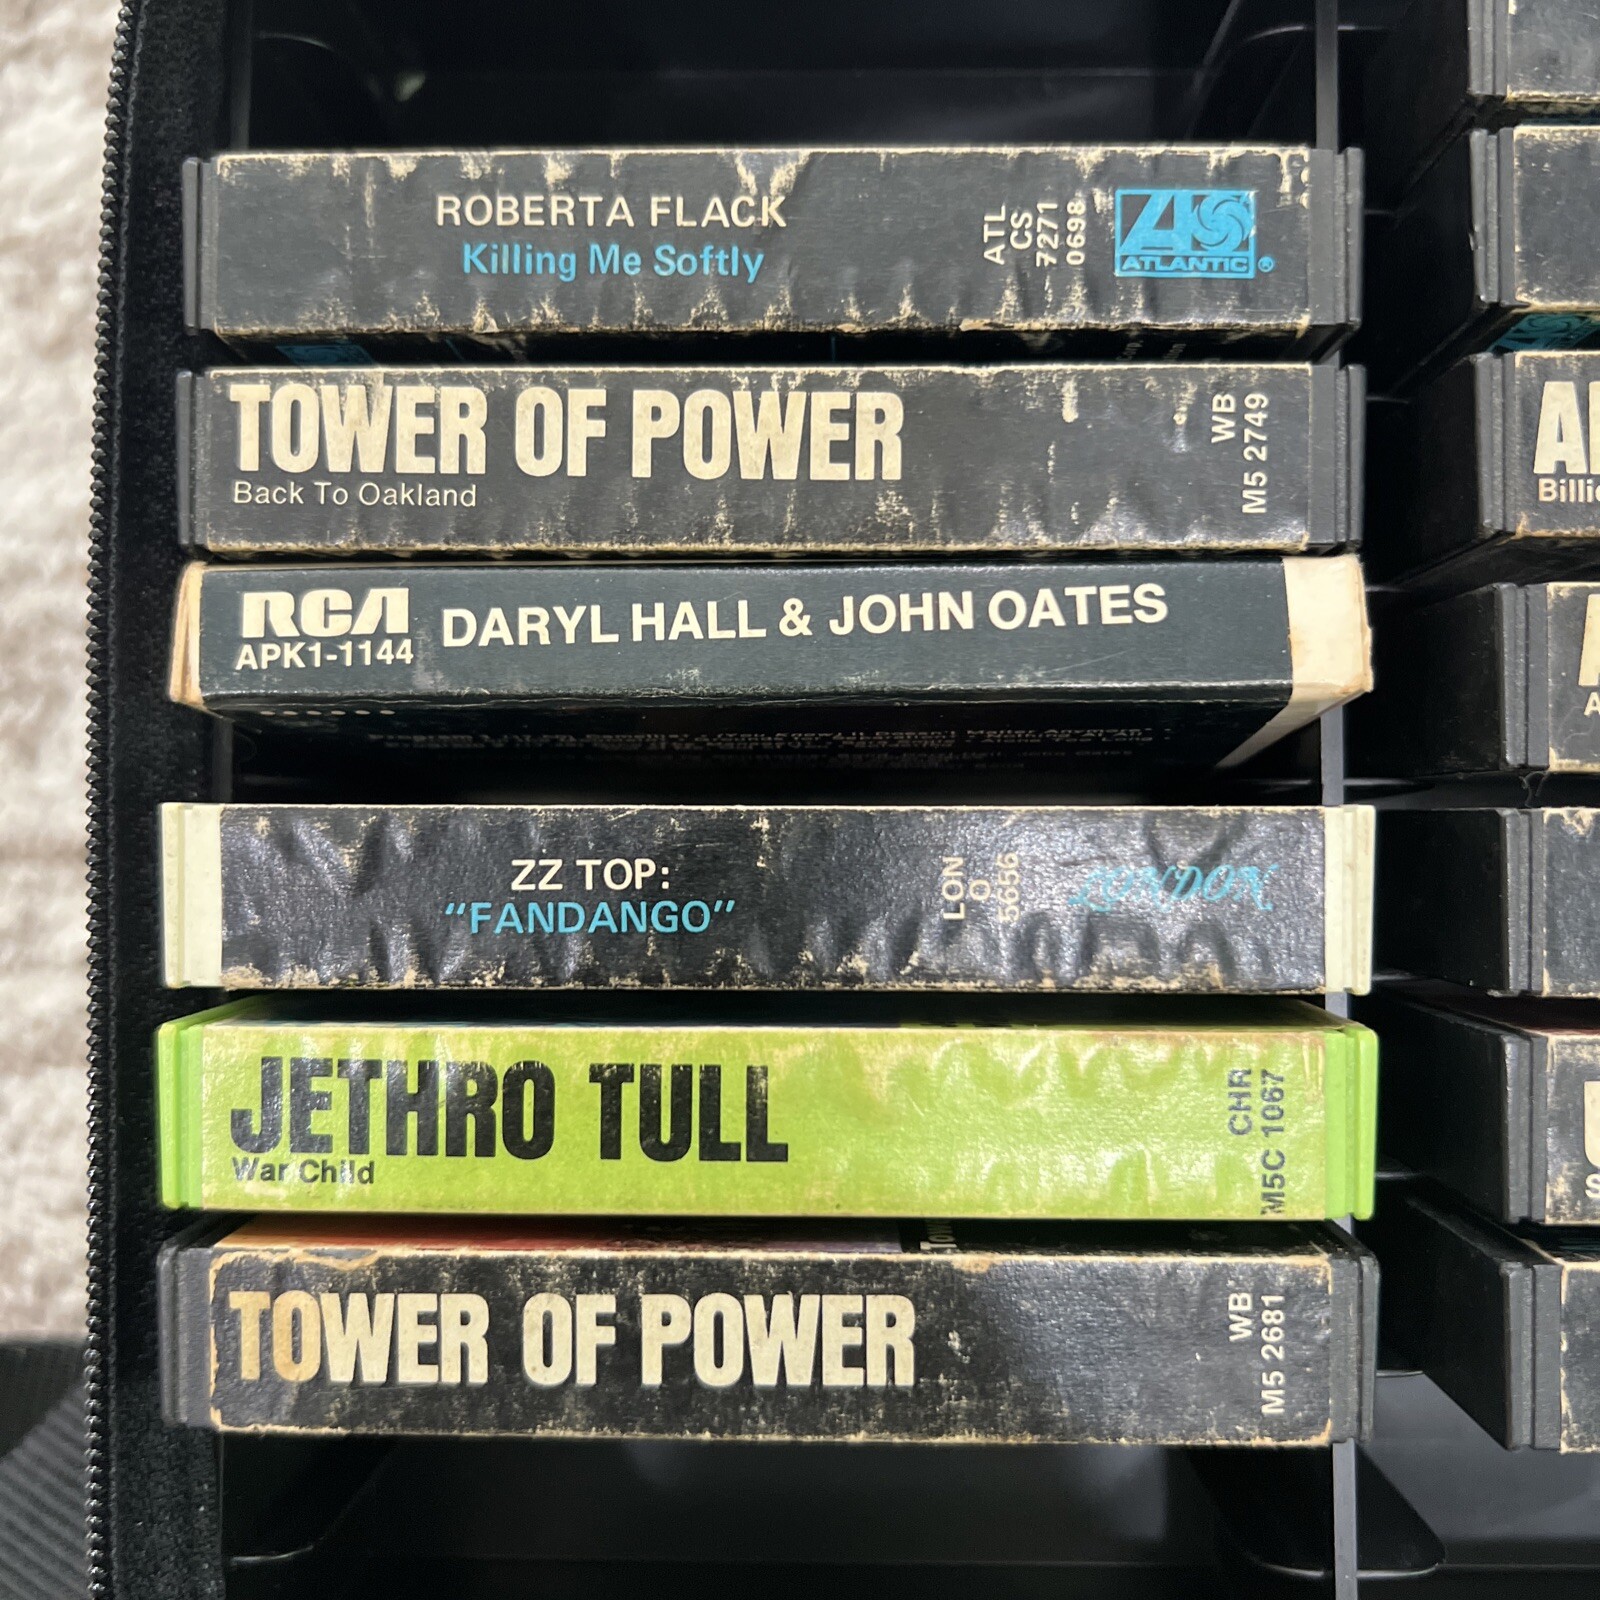 ROBERTA FLACK
Killing Me Softly
ATL
CS
7271
0698
ATLANTIC®
TOWER OF POWER
Back To Oakland
WB
M5 2749
RCA
APK1-1144
DARYL HALL & JOHN OATES
ZZ TOP:
"FANDANGO"
LON
O
5656
LONDON
JETHRO TULL
War Child
CHR
M5C 1067
TOWER OF POWER
WB
M5 2681